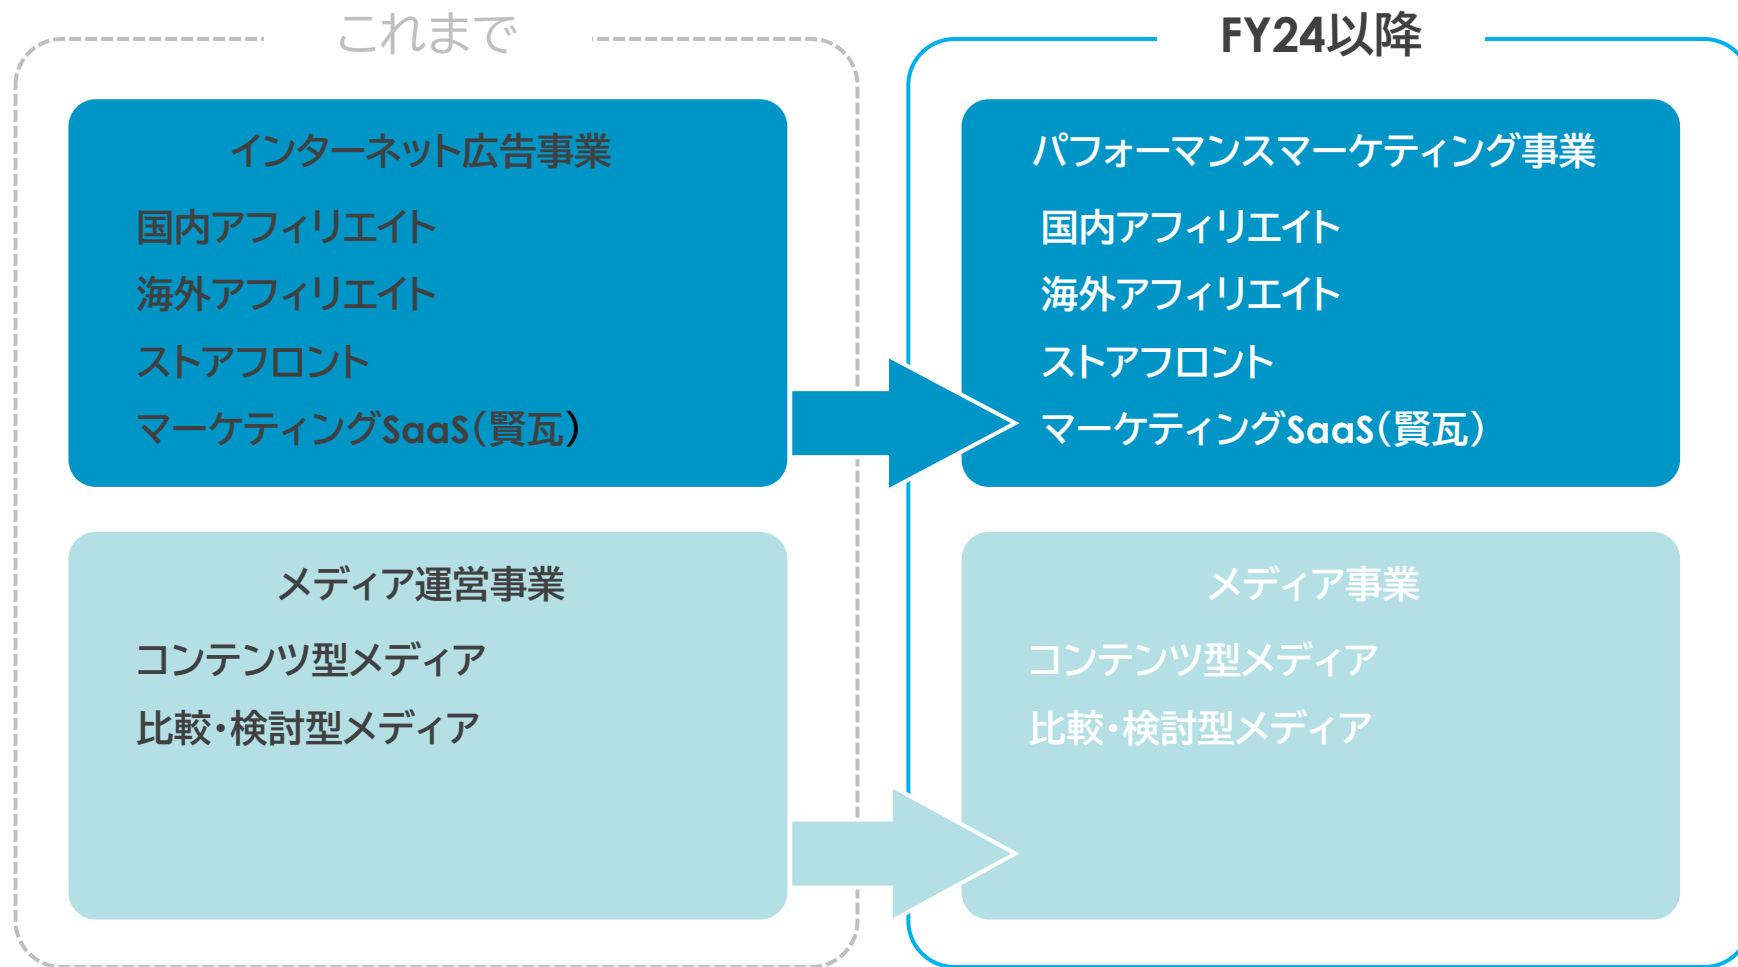 これまで
インターネット広告事業
国内アフィリエイト
海外アフィリエイト
ストアフロント
マーケティングSaaS（賢瓦）
メディア運営事業
コンテンツ型メディア
比較・検討型メディア
FY24以降
パフォーマンスマーケティング事業
国内アフィリエイト
海外アフィリエイト
ストアフロント
マーケティングSaaS（賢瓦）
メディア事業
コンテンツ型メディア
比較・検討型メディア